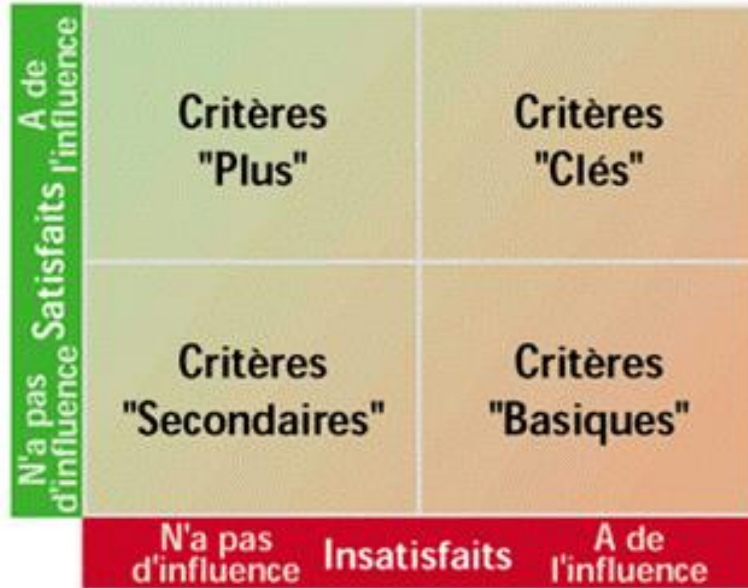 A de
l'influence
Satisfaits
N'a pas
d'influence
Critères
"Plus"
Critères
"Clés"
Critères
"Secondaires"
Critères
"Basiques"
N'a pas
d'influence
Insatisfaits
A de
l'influence